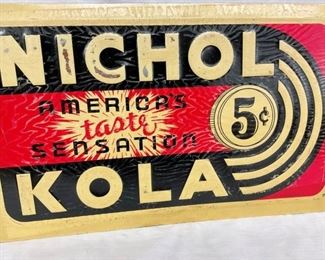 NICHOL
AMERICA'S
taste
SENSATION
5¢
KOLA